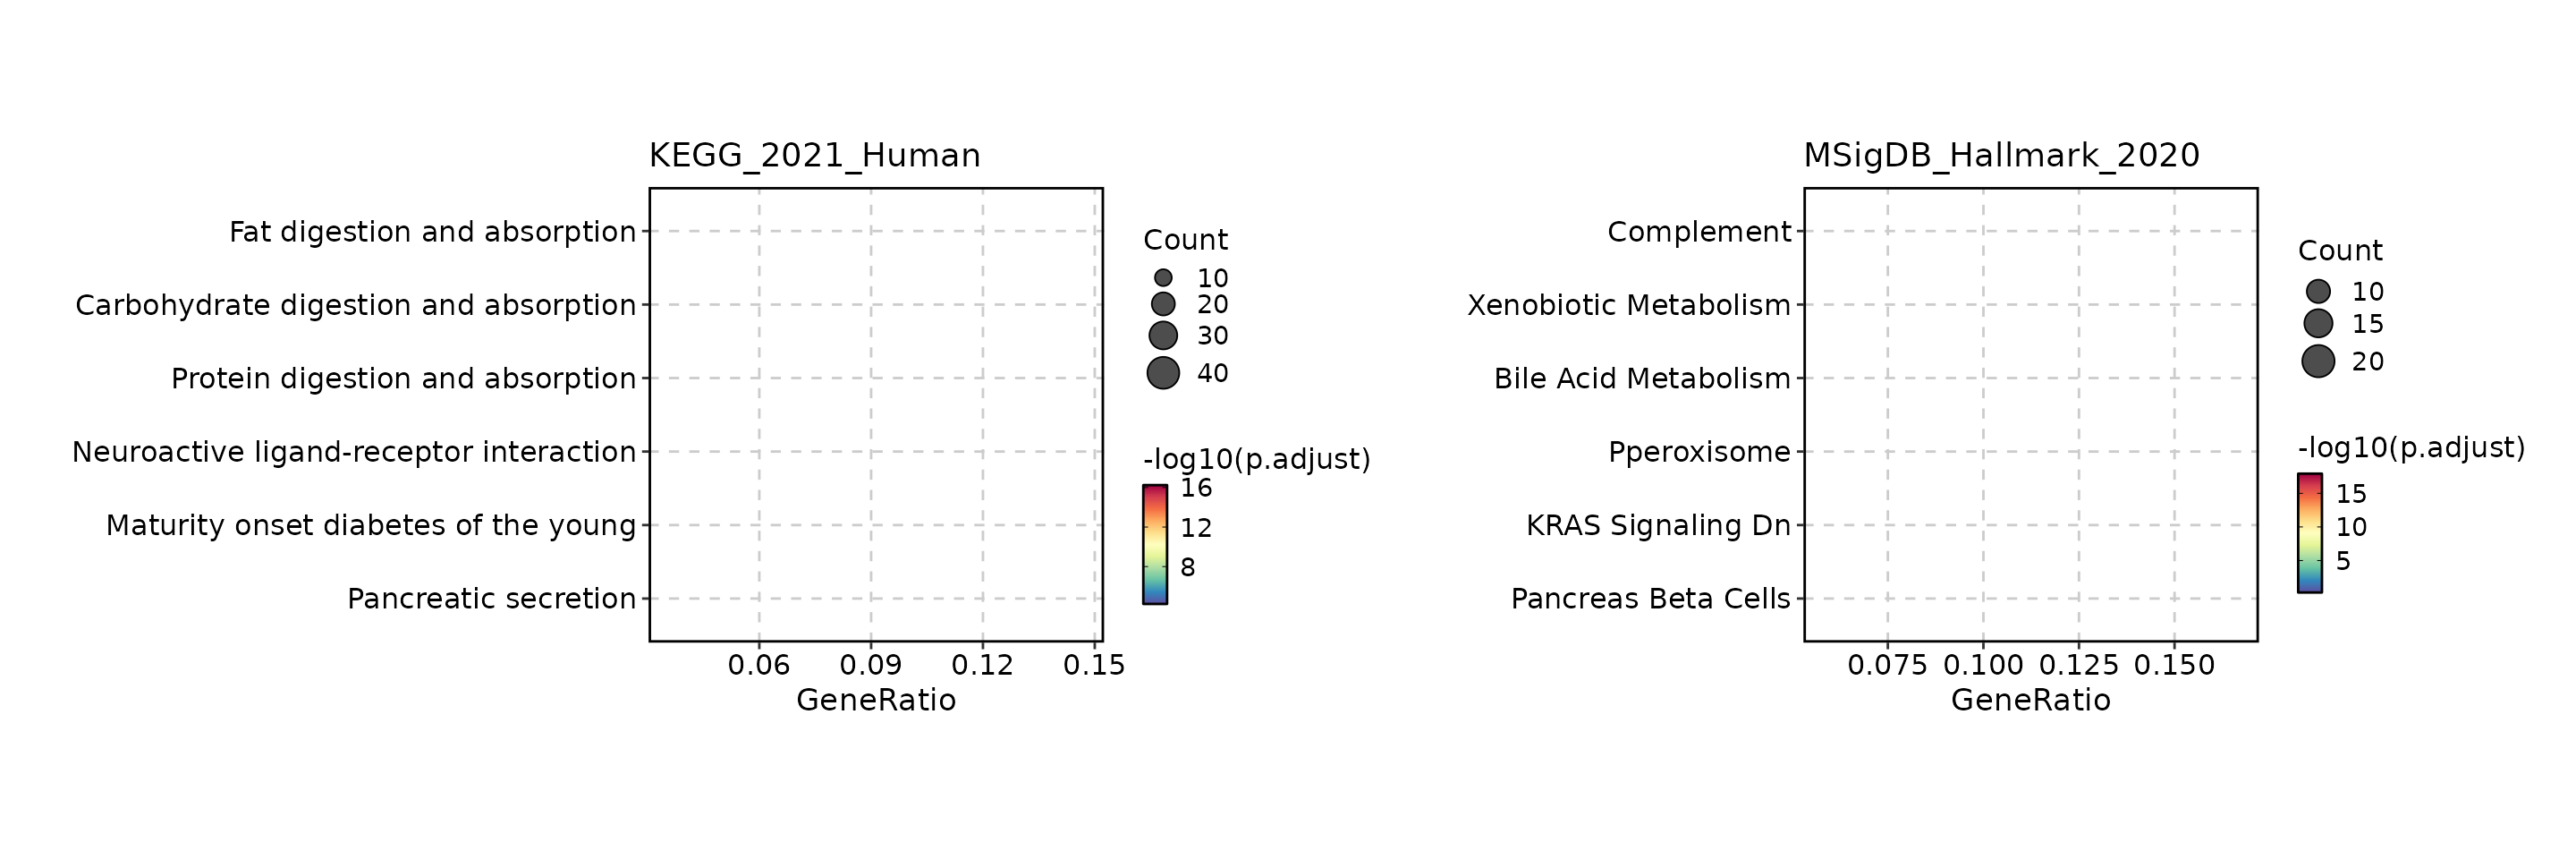 KEGG_2021_Human
Fat digestion and absorption
Carbohydrate digestion and absorption
Protein digestion and absorption
Neuroactive ligand-receptor interaction
Maturity onset diabetes of the young
Pancreatic secretion
0.06 0.09 0.12 0.15
GeneRatio
Count
10
20
30
40
-log10(p.adjust)
16
12
8
MSigDB_Hallmark_2020
Complement
Xenobiotic Metabolism
Bile Acid Metabolism
Pperoxisome
KRAS Signaling Dn
Pancreas Beta Cells
0.075 0.100 0.125 0.150
GeneRatio
Count
10
15
20
-log10(p.adjust)
15
10
5